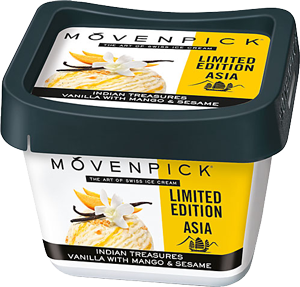 MÖVENPICK
THE ART OF SWISS ICE CREAM
LIMITED
EDITION
ASIA
INDIAN TREASURES
VANILLA WITH MANGO & SESAME
MÖVENPICK
THE ART OF SWISS ICE CREAM
LIMITED
EDITION
ASIA
INDIAN TREASURES
VANILLA WITH MANGO & SESAME